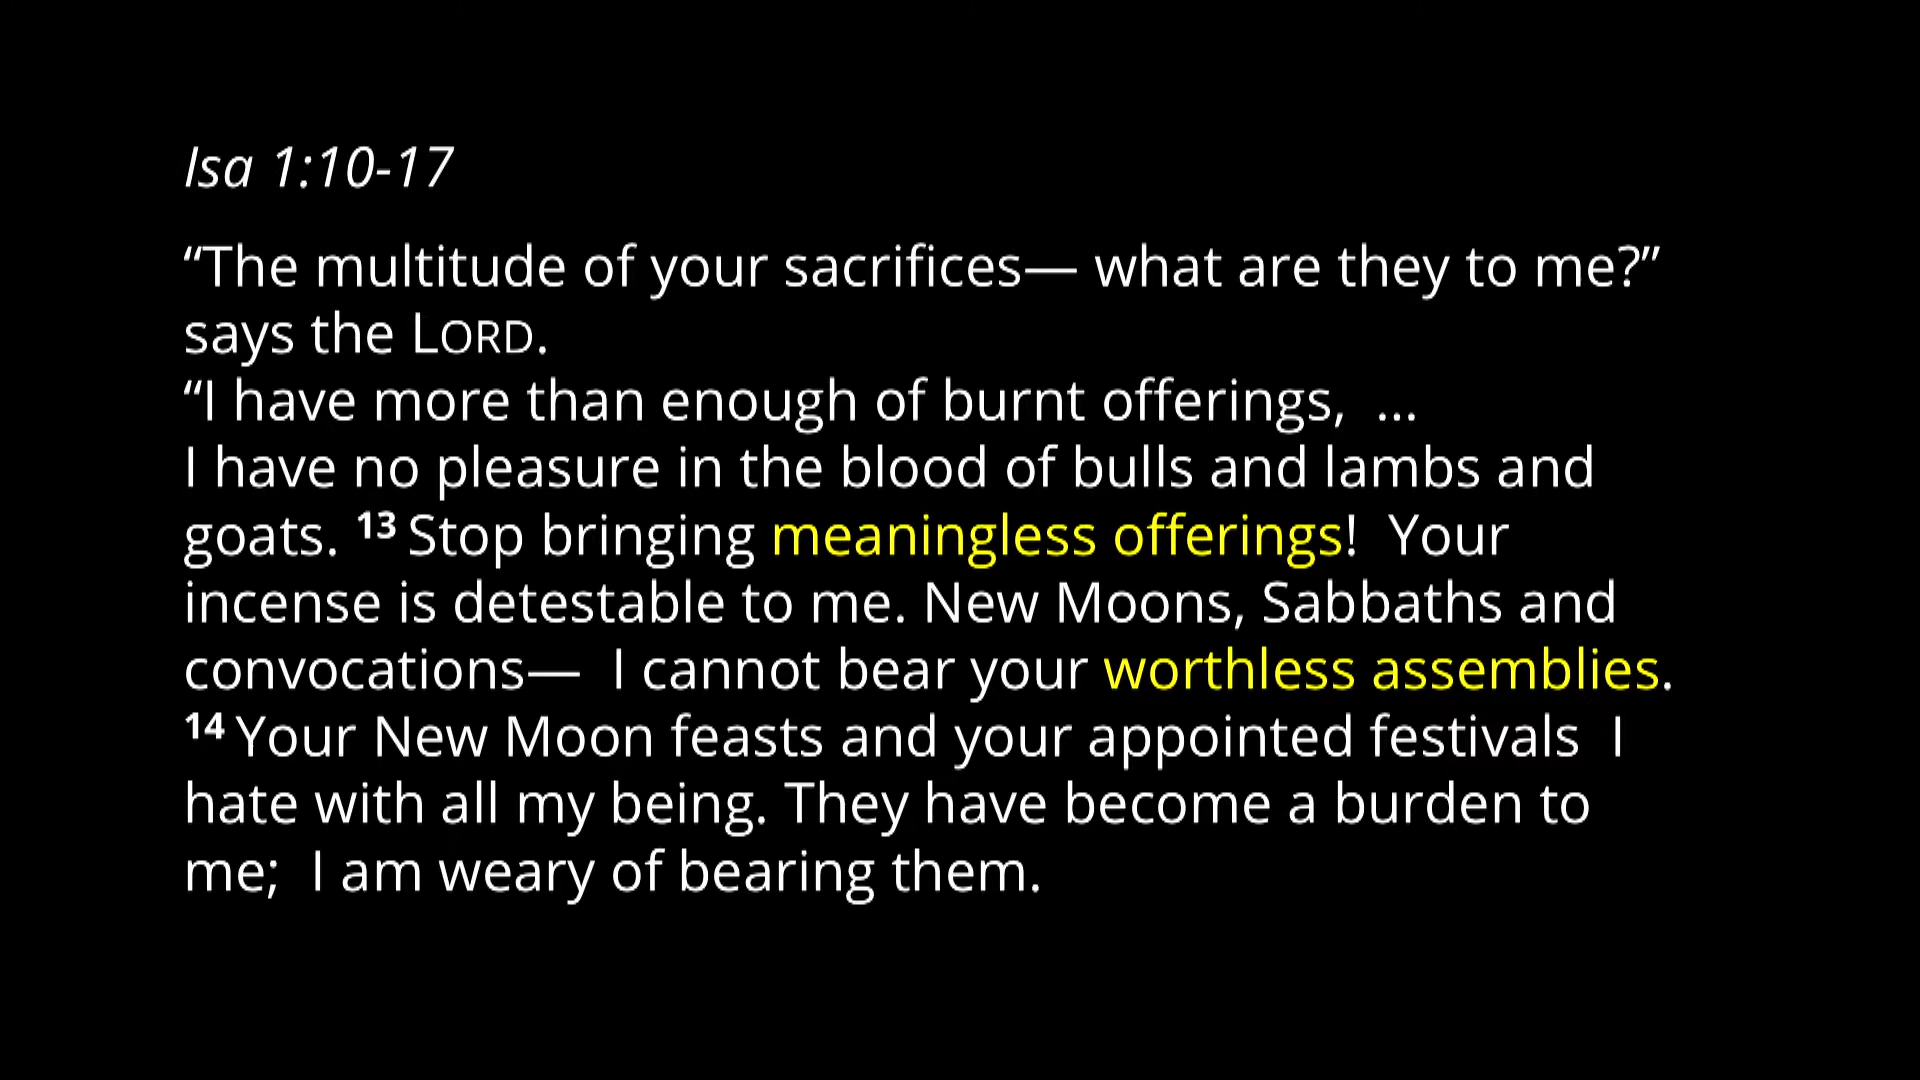 Isa 1:10-17
“The multitude of your sacrifices— what are they to me?”
says the LORD.
“I have more than enough of burnt offerings,  ...
I have no pleasure in the blood of bulls and lambs and
goats. 13 Stop bringing meaningless offerings!  Your
incense is detestable to me. New Moons, Sabbaths and
convocations—  I cannot bear your worthless assemblies.
14 Your New Moon feasts and your appointed festivals  I
hate with all my being. They have become a burden to
me;  I am weary of bearing them.